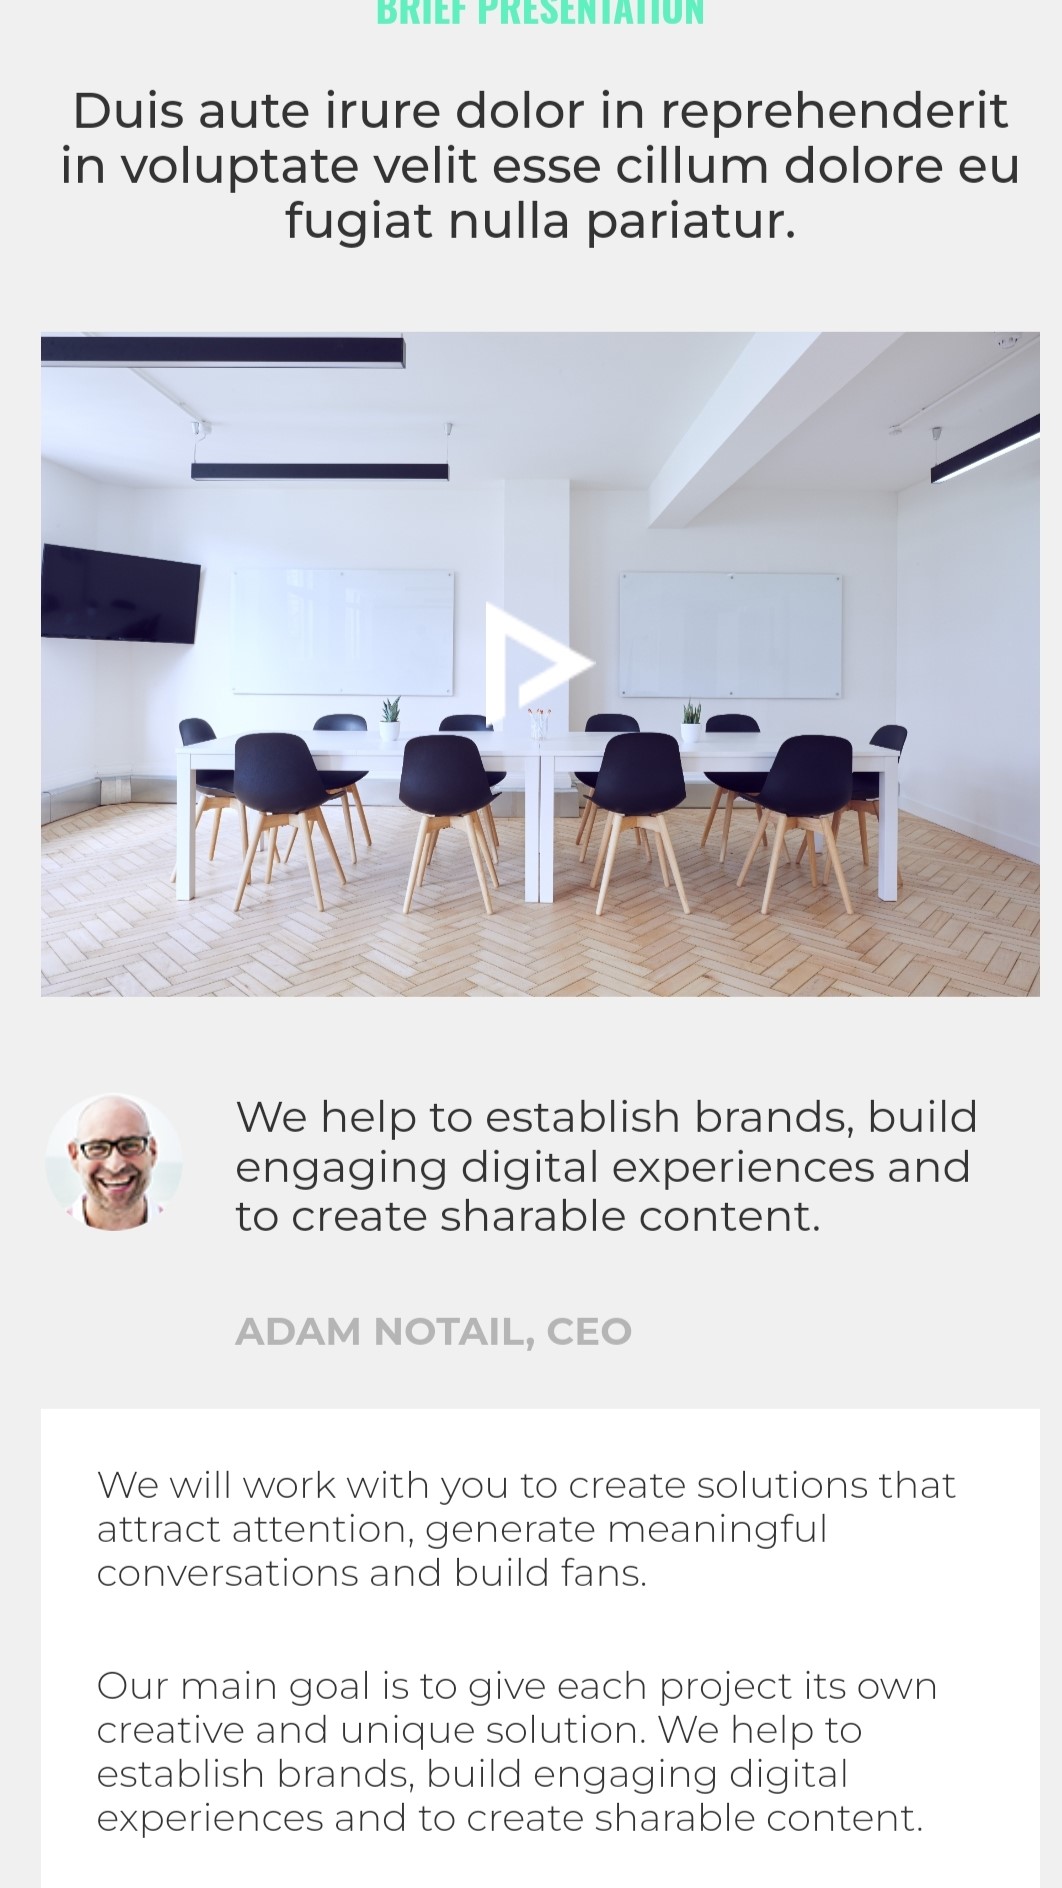 BRIEF PRESENTATION
Duis aute irure dolor in reprehenderit
in voluptate velit esse cillum dolore eu
fugiat nulla pariatur.
We help to establish brands, build
engaging digital experiences and
to create sharable content.
ADAM NOTAIL, CEO
We will work with you to create solutions that
attract attention, generate meaningful
conversations and build fans.
Our main goal is to give each project its own
creative and unique solution. We help to
establish brands, build engaging digital
experiences and to create sharable content.